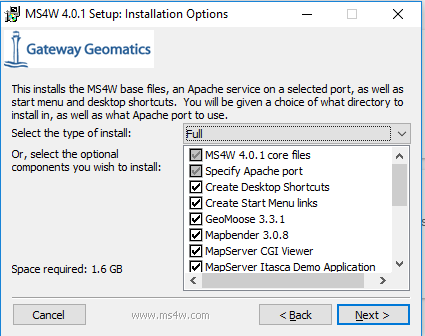 MS4W 4.0.1 Setup: Installation Options
Gateway Geomatics
This installs the MS4W base files, an Apache service on a selected port, as well as
start menu and desktop shortcuts.  You will be given a choice of what directory to
install in, as well as what Apache port to use.
Select the type of install:
Full
Or, select the optional
components you wish to install:
MS4W 4.0.1 core files
Specify Apache port
Create Desktop Shortcuts
Create Start Menu links
GeoMoose 3.3.1
Mapbender 3.0.8
MapServer CGI Viewer
MapServer Itasca Demo Application
Space required: 1.6 GB
Cancel
www.ms4w.com
< Back
Next >